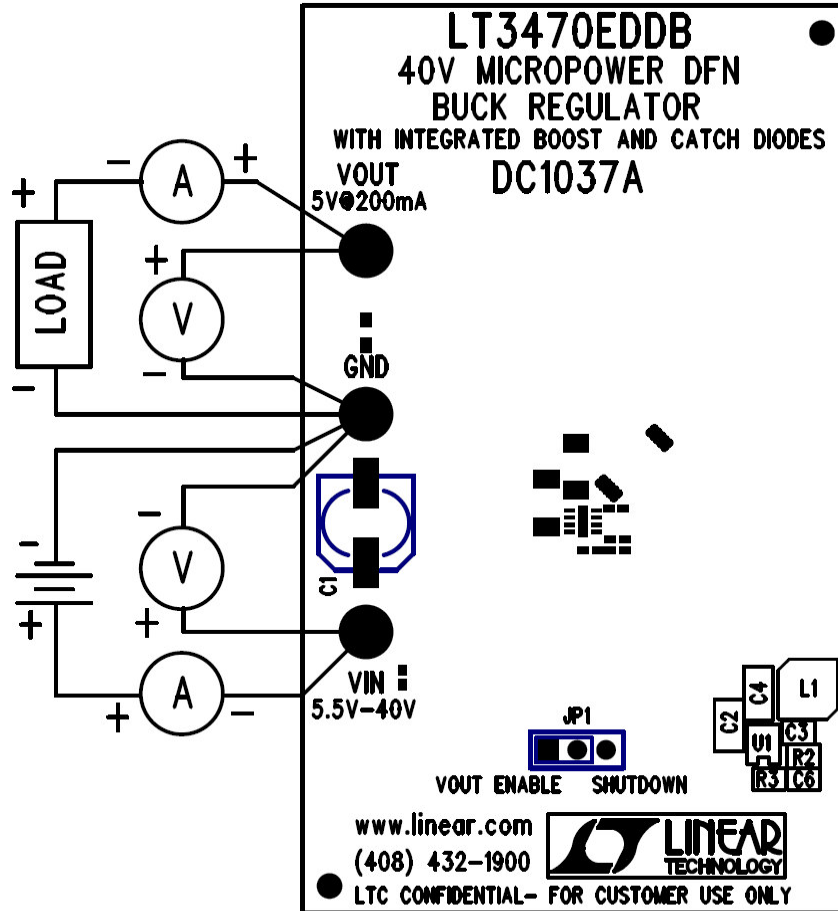 LT3470EDDB
40V MICROPOWER DFN
BUCK REGULATOR
WITH INTEGRATED BOOST AND CATCH DIODES
DC1037A
VOUT
5V@200mA
- A +
+
LOAD
-
+
V
-
GND
-
V
+
-
+
C1
+ A -
VIN
5.5V-40V
JP1
VOUT ENABLE SHUTDOWN
C4
L1
C2
U1
C3
R2
R3
C6
www.linear.com
(408) 432-1900
LINEAR
TECHNOLOGY
LTC CONFIDENTIAL- FOR CUSTOMER USE ONLY